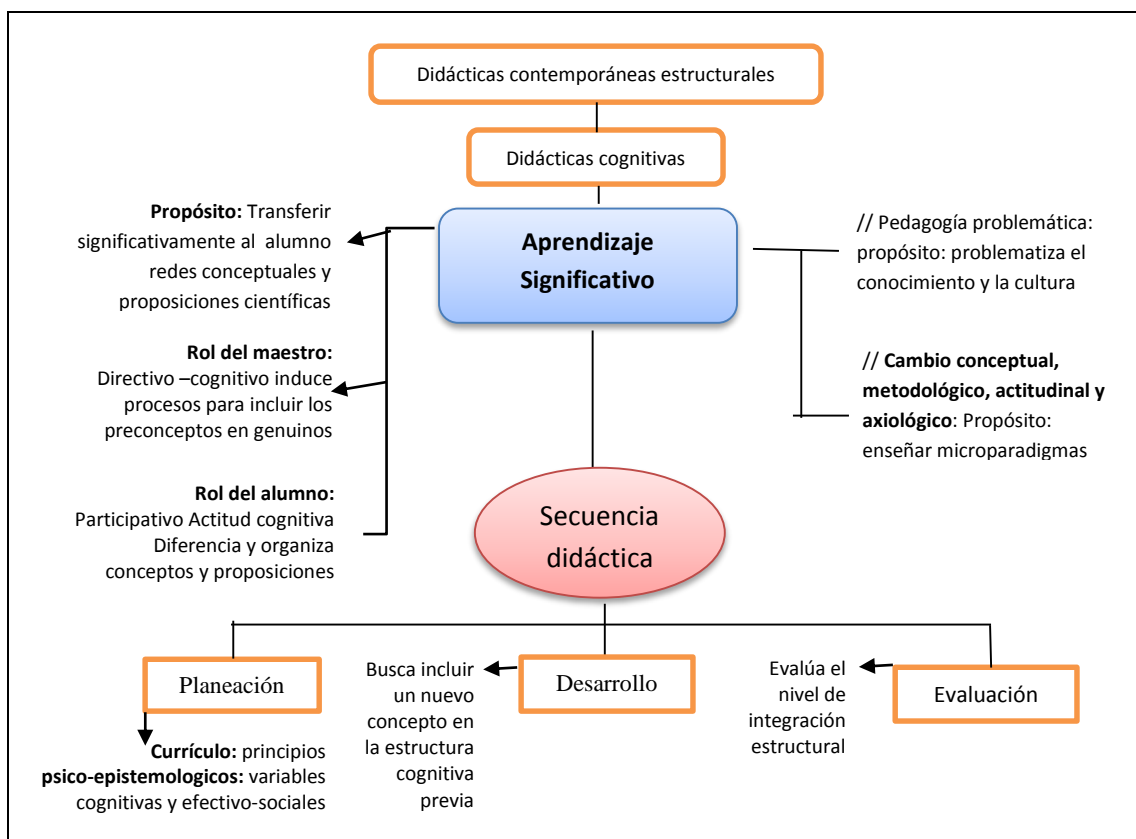 Didácticas contemporáneas estructurales
Didácticas cognitivas
Propósito: Transferir
significativamente al alumno
redes conceptuales y
proposiciones científicas
Aprendizaje
Significativo
// Pedagogía problemática:
propósito: problematiza el
conocimiento y la cultura
Rol del maestro:
Directivo –cognitivo induce
procesos para incluir los
preconceptos en genuinos
// Cambio conceptual,
metodológico, actitudinal y
axiológico: Propósito:
enseñar microparadigmas
Rol del alumno:
Participativo Actitud cognitiva
Diferencia y organiza
conceptos y proposiciones
Secuencia
didáctica
Planeación
Currículo: principios
psico-epistemologicos: variables
cognitivas y efectivo-sociales
Busca incluir
un nuevo
concepto en
la estructura
cognitiva
previa
Desarrollo
Evalúa el
nivel de
integración
estructural
Evaluación